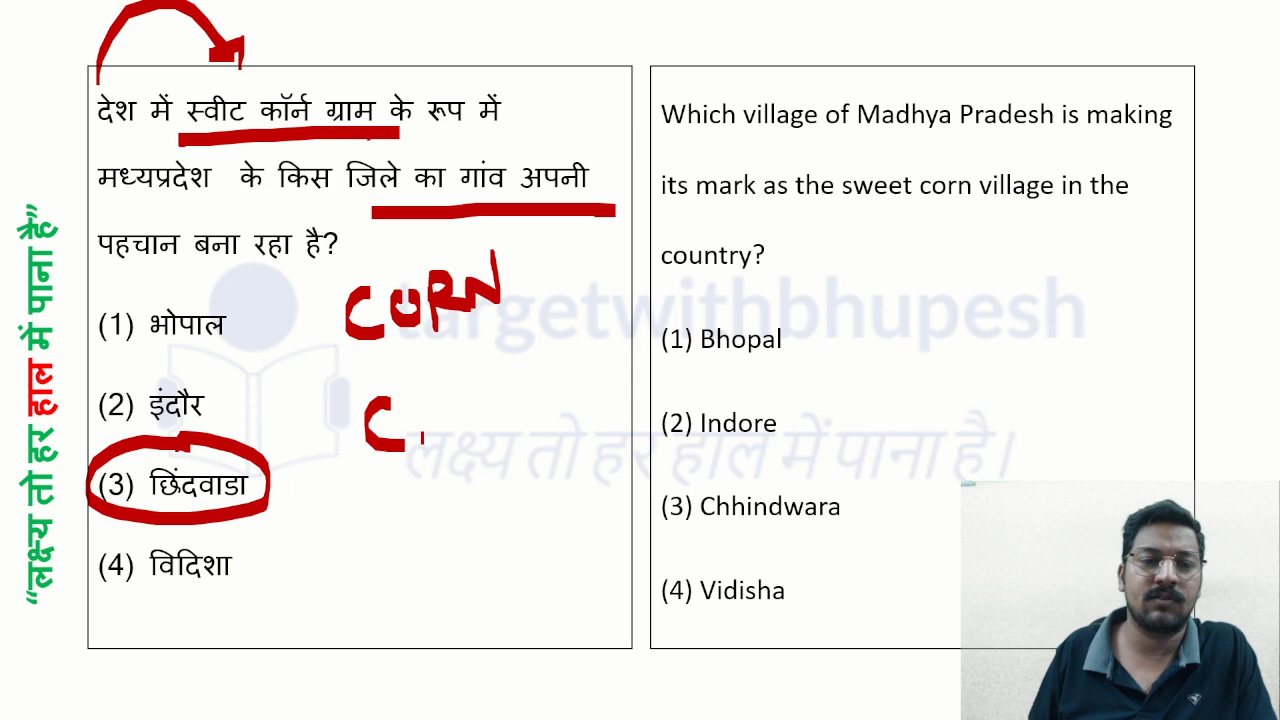 देश में स्वीट कॉर्न ग्राम के रूप में
मध्यप्रदेश के किस जिले का गांव अपनी
पहचान बना रहा है?
(1) भोपाल
(2) इंदौर
(3) छिंदवाडा
(4) विदिशा
CORN
C
Which village of Madhya Pradesh is making
its mark as the sweet corn village in the
country?
(1) Bhopal
(2) Indore
(3) Chhindwara
(4) Vidisha
"लक्ष्य तो हर हाल में पाना है"
targetwithbhupesh
लक्ष्य तो हर हाल में पाना है।